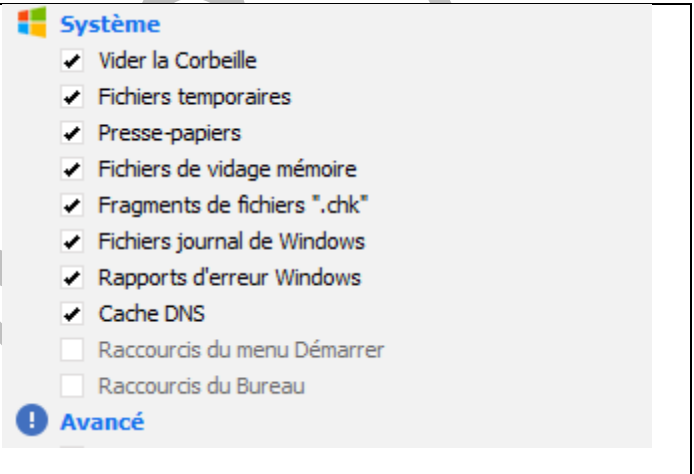 Système
Vider la Corbeille
Fichiers temporaires
Presse-papiers
Fichiers de vidage mémoire
Fragments de fichiers ".chk"
Fichiers journal de Windows
Rapports d'erreur Windows
Cache DNS
Raccourcis du menu Démarrer
Raccourcis du Bureau
Avancé